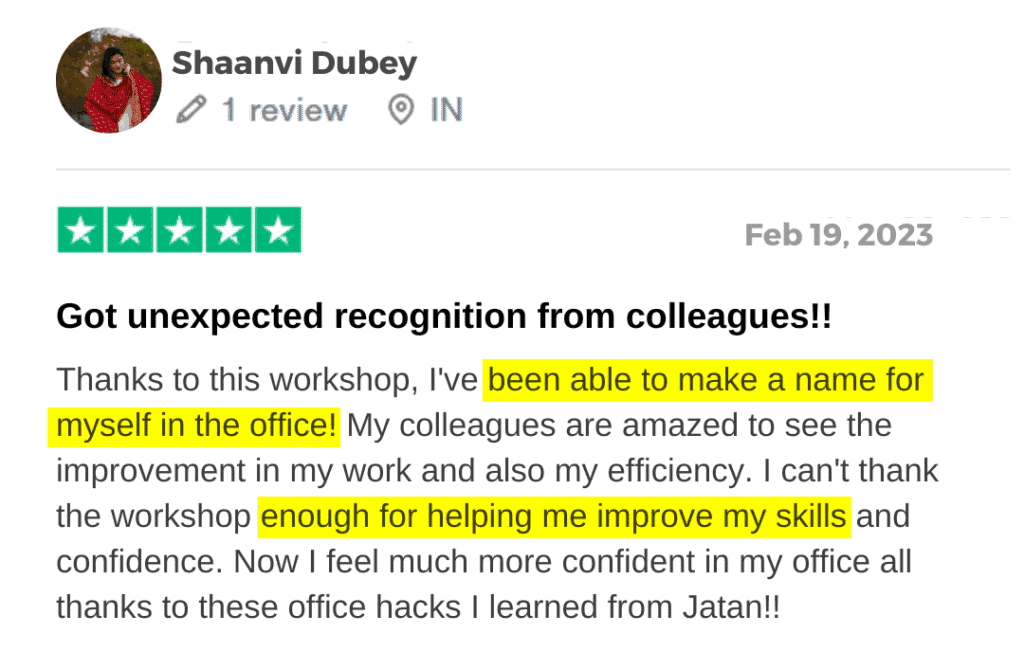 Shaanvi Dubey
1 review IN
Feb 19, 2023
Got unexpected recognition from colleagues!!
Thanks to this workshop, I've been able to make a name for
myself in the office! My colleagues are amazed to see the
improvement in my work and also my efficiency. I can't thank
the workshop enough for helping me improve my skills and
confidence. Now I feel much more confident in my office all
thanks to these office hacks I learned from Jatan!!